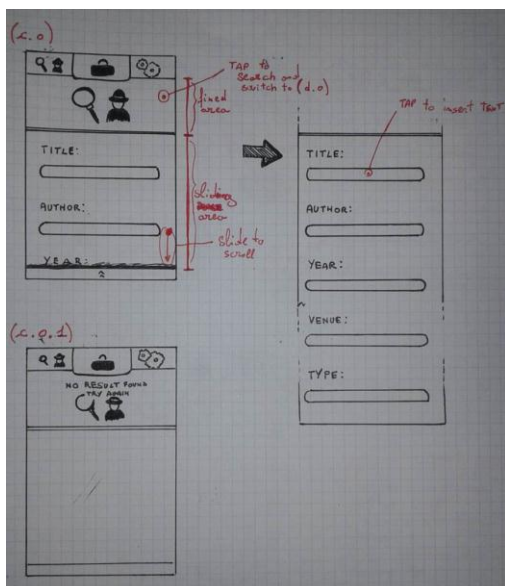 (c.0)
TAP to
search and
switch to (d.0)
fixed
area
TITLE:
AUTHOR:
YEAR:
sliding
area
slide to
scroll
TAP to insert TEXT
TITLE:
AUTHOR:
YEAR:
VENUE:
TYPE:
(c.0.1)
NO RESULT FOUND
TRY AGAIN